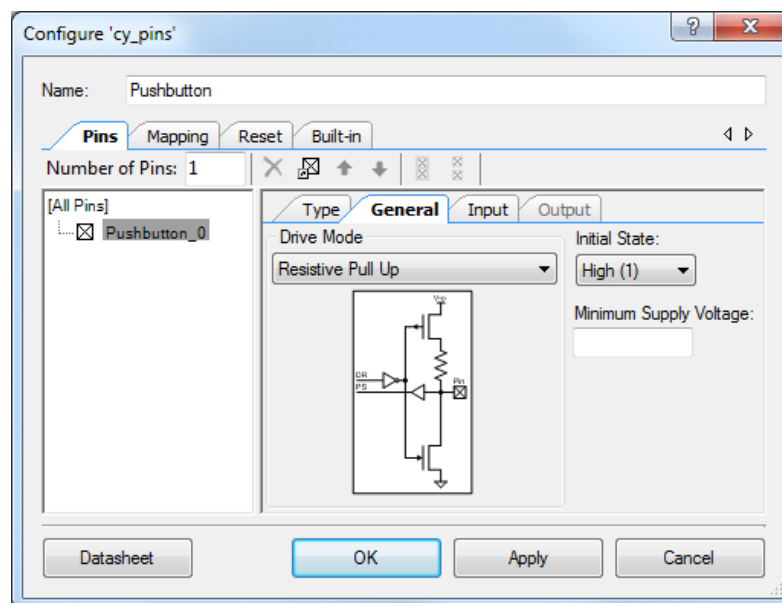 Configure 'cy_pins'
Name: Pushbutton
Pins Mapping Reset Built-in
Number of Pins: 1
[All Pins]
Pushbutton_0
Type General Input Output
Drive Mode
Resistive Pull Up
Initial State:
High (1)
Minimum Supply Voltage:
DR
PS
Pin
Datasheet OK Apply Cancel